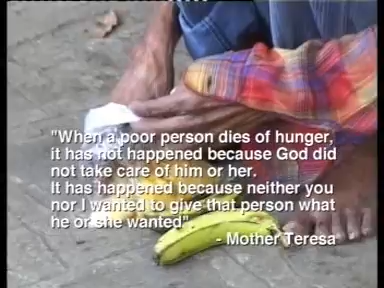 "When a poor person dies of hunger,
it has not happened because God did
not take care of him or her.
It has happened because neither you
nor I wanted to give that person what
he or she wanted".
- Mother Teresa